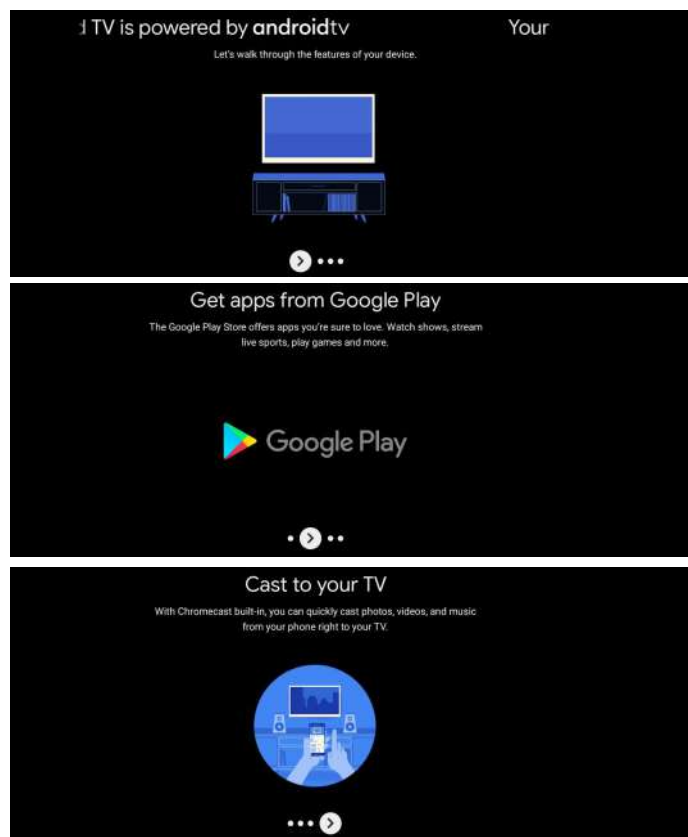 TV is powered by androidtv Your
Let's walk through the features of your device.
Get apps from Google Play
The Google Play Store offers apps you're sure to love. Watch shows, stream
live sports, play games and more.
Google Play
Cast to your TV
With Chromecast built-in, you can quickly cast photos, videos, and music
from your phone right to your TV.